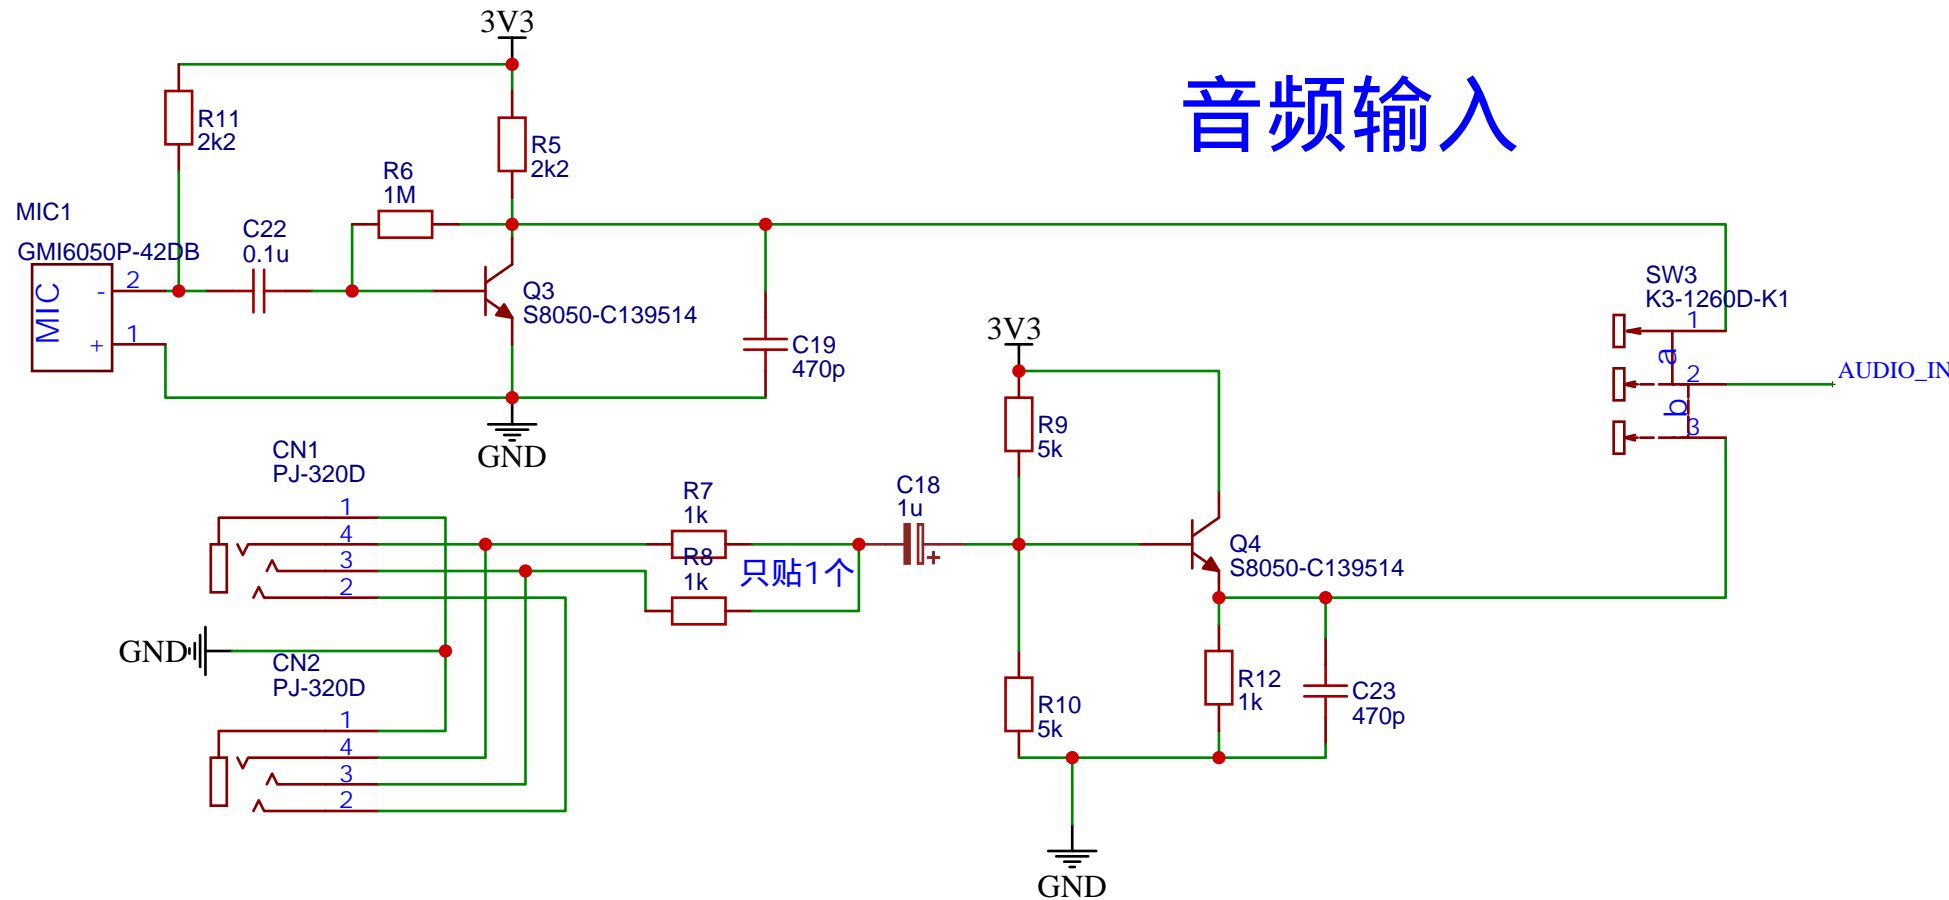 3V3
音频输入
R11
2k2
R5
2k2
R6
1M
MIC1
GMI6050P-42DB
C22
0.1u
MIC
-
2
+
1
Q3
S8050-C139514
C19
470p
GND
SW3
K3-1260D-K1
1
a
2
b
3
AUDIO_IN
3V3
R9
5k
CN1
PJ-320D
1
4
3
2
R7
1k
R8
1k
只贴1个
C18
1u
+
Q4
S8050-C139514
GND
CN2
PJ-320D
1
4
3
2
R10
5k
R12
1k
C23
470p
GND